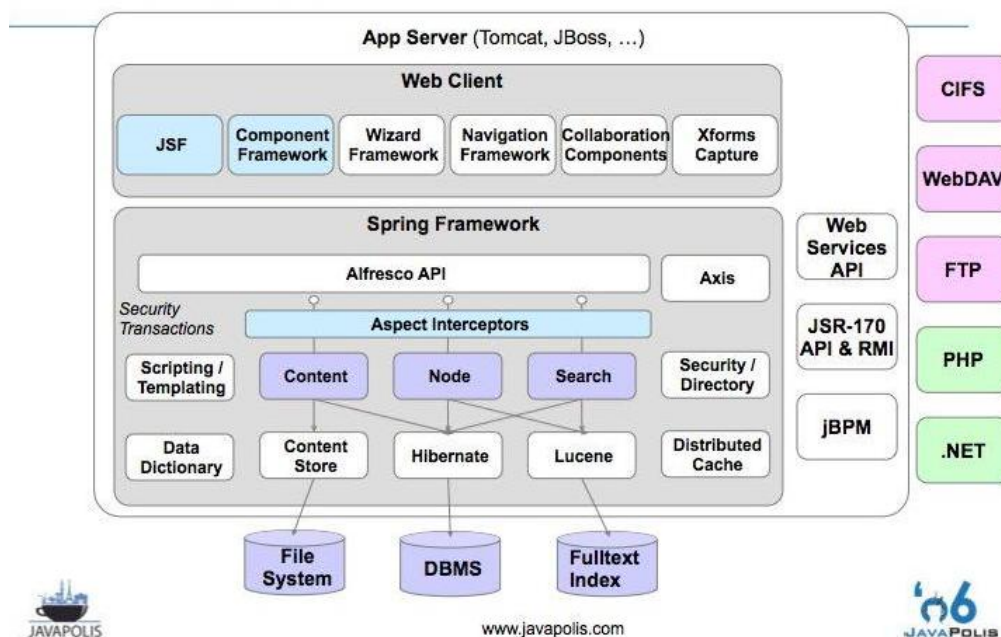 App Server (Tomcat, JBoss, ...)
Web Client
JSF
Component
Framework
Wizard
Framework
Navigation
Framework
Collaboration
Components
Xforms
Capture
Spring Framework
Alfresco API
Axis
Security
Transactions
Aspect Interceptors
Scripting /
Templating
Content
Node
Search
Security /
Directory
Data
Dictionary
Content
Store
Hibernate
Lucene
Distributed
Cache
Web
Services
API
JSR-170
API & RMI
jBPM
CIFS
WebDAV
FTP
PHP
.NET
File
System
DBMS
Fulltext
Index
JAVAPOLIS
www.javapolis.com
'06
JAVAPOLIS